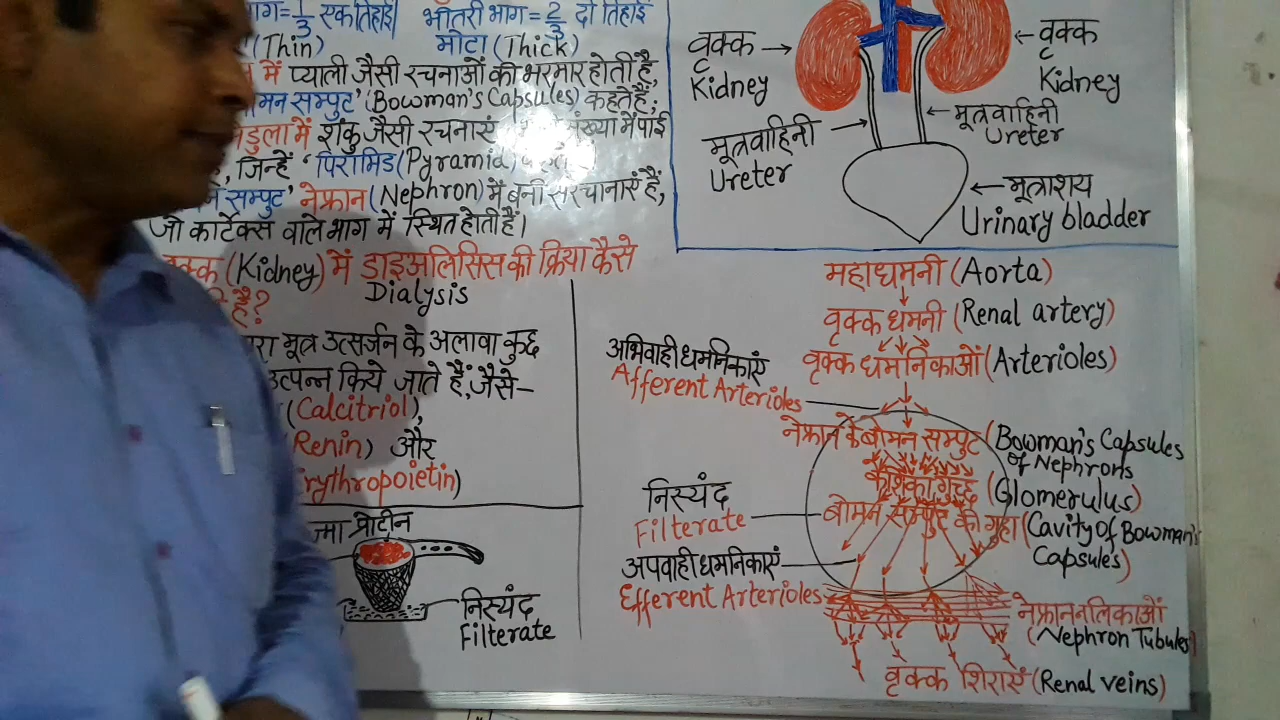 भाग=1/3 एकतिहाई भीतरी भाग=2/3 दो तिहाई
(Thin) मोटा (Thick)
में प्याली जैसी रचनाओं की भरमार होती है,
बोमन सम्पुट' (Bowman's Capsules) कहते हैं,
मेडुला में शंकु जैसी रचनाएं संख्या में पाई
है, जिन्हें 'पिरामिड (Pyramid)
सम्पुट' नेफ्रान (Nephron) में बनी संरचानाएं हैं,
जो कार्टेक्स वाले भाग में स्थित होती हैं।
वृक्क (Kidney) में डाइअलिसिस की क्रिया कैसे
Dialysis
है?
मूत्र उत्सर्जन के अलावा कुछ
उत्पन्न किये जाते हैं, जैसे-
(Calcitriol),
(Renin) और
rythropoietin)
प्रोटीन
निस्यंद
Filterate
वृक्क
Kidney
वृक्क
Kidney
मूत्रवाहिनी
Ureter
मूत्रवाहिनी
Ureter
मूत्राशय
Urinary bladder
महाधमनी (Aorta)
वृक्क धमनी (Renal artery)
वृक्क धमनिकाओं (Arterioles)
अभिवाही धमनिकाएं
Afferent Arterioles
नेफ्रान के बोमन सम्पुट (Bowman's Capsules
of Nephrons
केशिका गुच्छ (Glomerulus)
निस्यंद
Filterate
बोमन सम्पुट की गुहा (Cavity of Bowman's
Capsules)
अपवाही धमनिकाएं
Efferent Arterioles
नेफ्रान नलिकाओं
(Nephron Tubules)
वृक्क शिराएं (Renal veins)